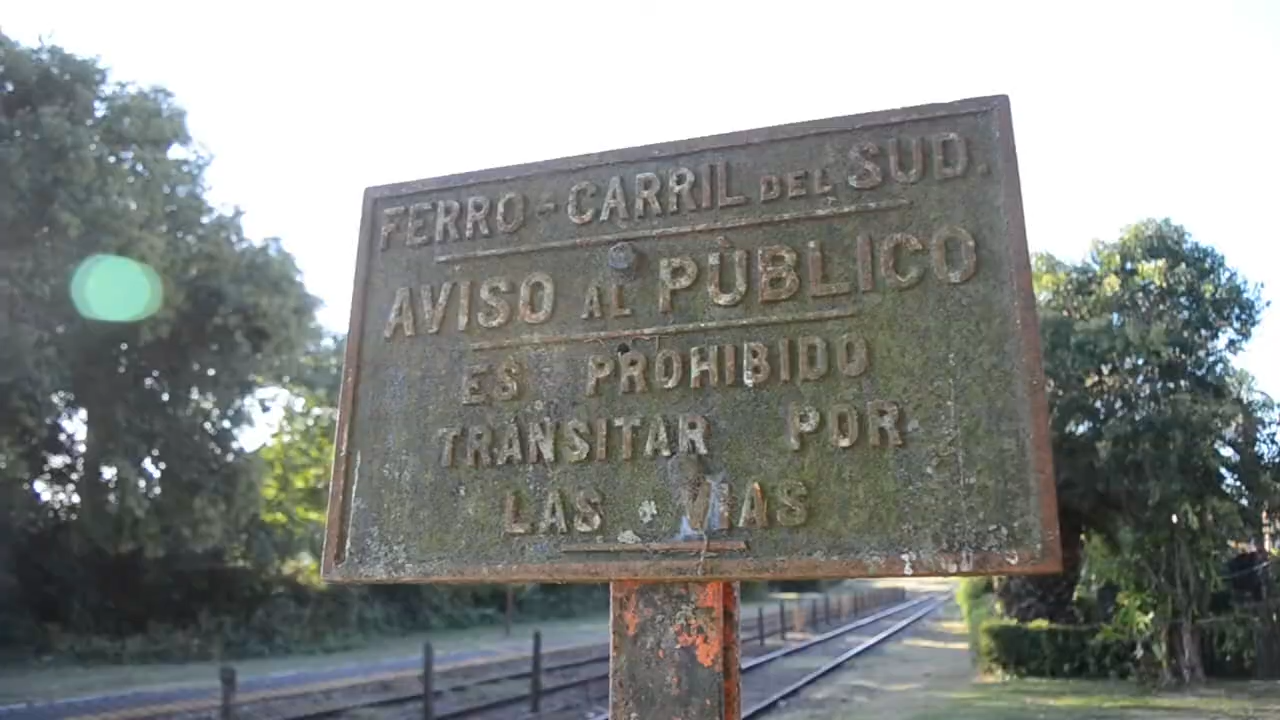 FERRO-CARRIL DEL SUD.
AVISO AL PÚBLICO
ES PROHIBIDO
TRANSITAR POR
LAS VIAS